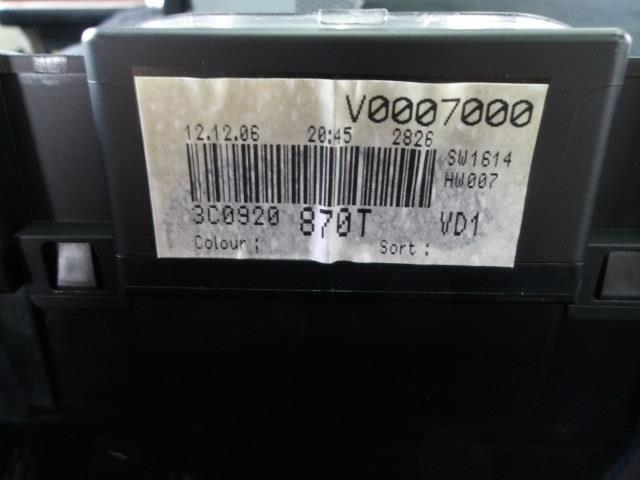 V0007000
12.12.06 20:45 2826
SW1614
HW007
3C0920 870T VD1
Colour: Sort: